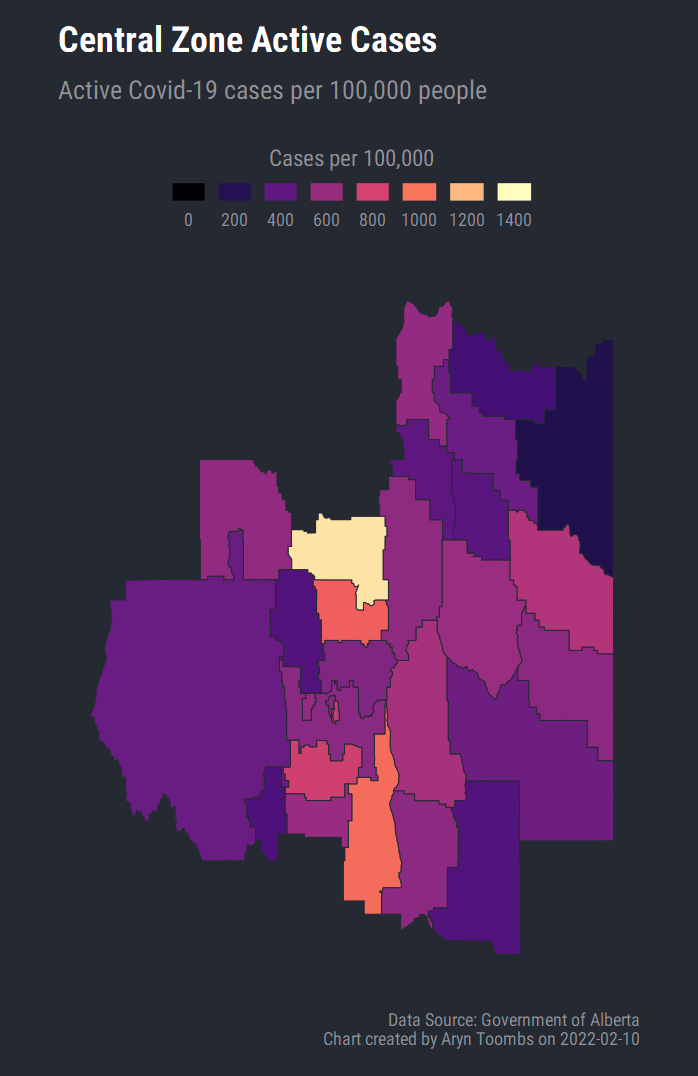 Central Zone Active Cases
Active Covid-19 cases per 100,000 people
Cases per 100,000
0 200 400 600 800 1000 1200 1400
Data Source: Government of Alberta
Chart created by Aryn Toombs on 2022-02-10